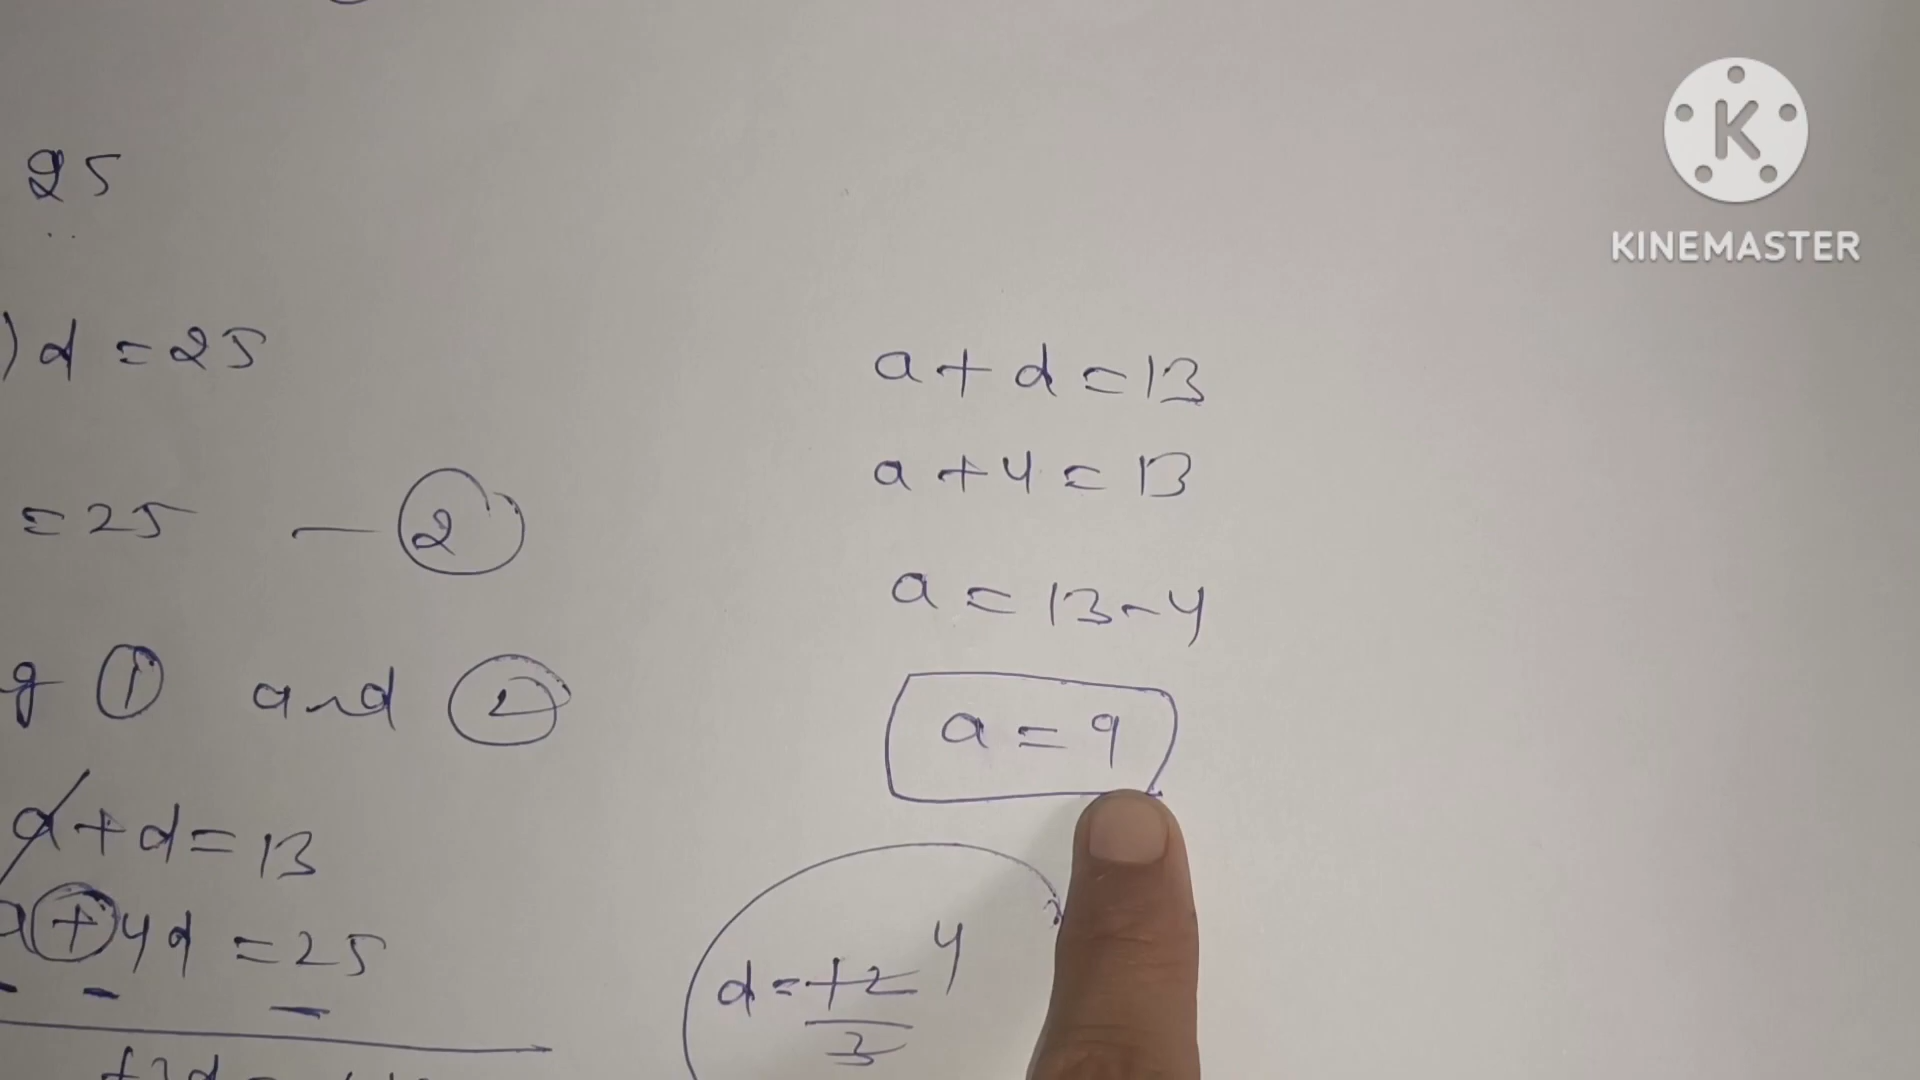 25
) d = 25
= 25 — ②
g ① and ②
a + d = 13
a + 4d = 25
- - -
a + d = 13
a + 4 = 13
a = 13 - 4
a = 9
d = 12 4
3
K
KINEMASTER